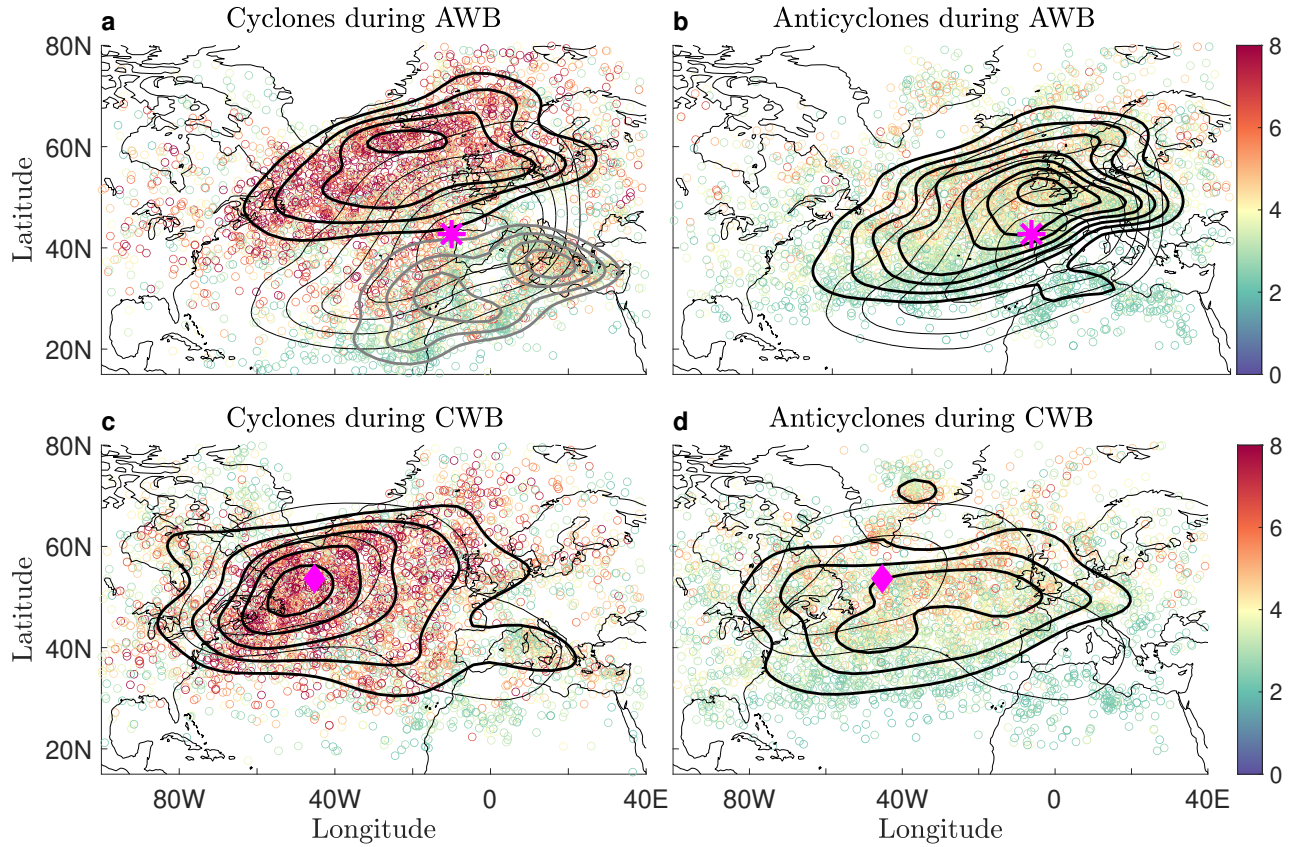 a Cyclones during AWB
b Anticyclones during AWB
80N
60N
40N
20N
Latitude
8
6
4
2
0
c Cyclones during CWB
d Anticyclones during CWB
80N
60N
40N
20N
Latitude
8
6
4
2
0
80W 40W 0 40E
80W 40W 0 40E
Longitude
Longitude